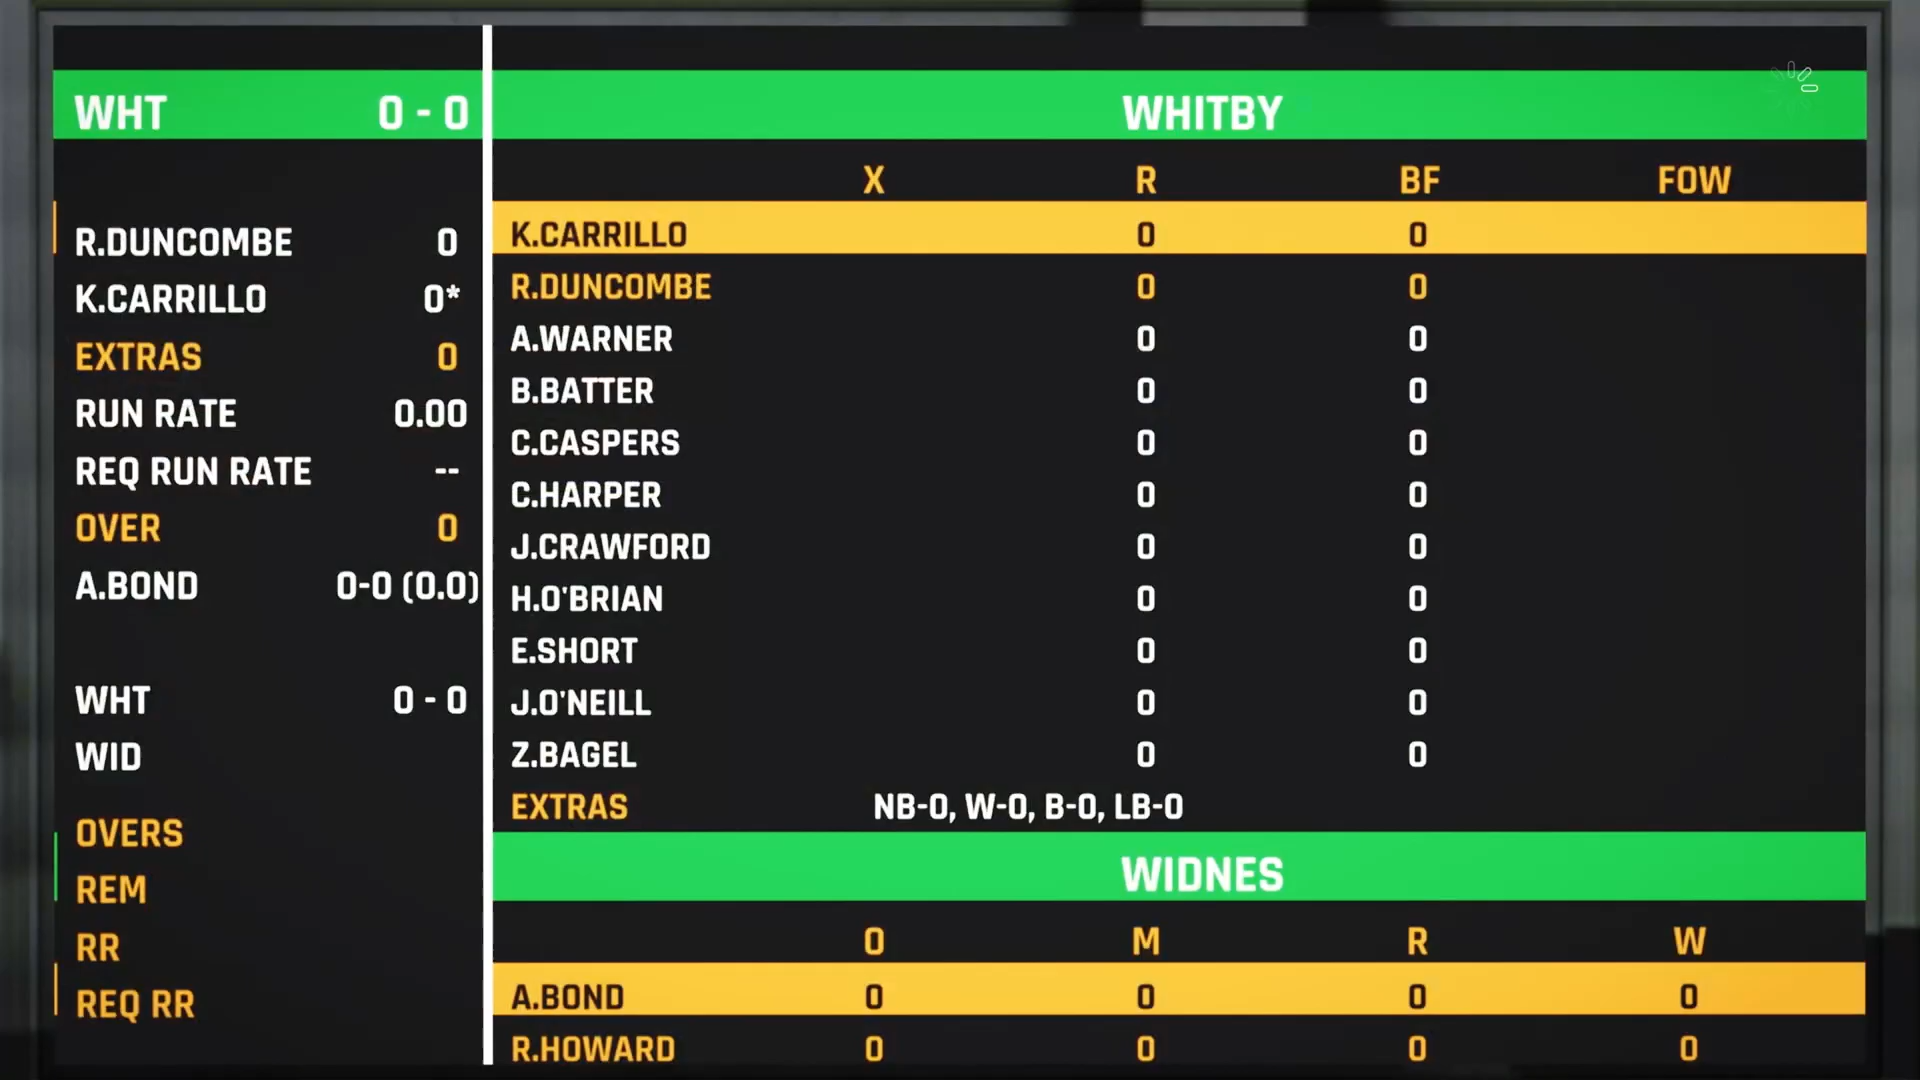 WHT 0 - 0
R.DUNCOMBE 0
K.CARRILLO 0*
EXTRAS 0
RUN RATE 0.00
REQ RUN RATE --
OVER 0
A.BOND 0-0 (0.0)
WHT 0 - 0
WID
OVERS
REM
RR
REQ RR
WHITBY
X R BF FOW
K.CARRILLO 0 0
R.DUNCOMBE 0 0
A.WARNER 0 0
B.BATTER 0 0
C.CASPERS 0 0
C.HARPER 0 0
J.CRAWFORD 0 0
H.O'BRIAN 0 0
E.SHORT 0 0
J.O'NEILL 0 0
Z.BAGEL 0 0
EXTRAS NB-0, W-0, B-0, LB-0
WIDNES
O M R W
A.BOND 0 0 0 0
R.HOWARD 0 0 0 0